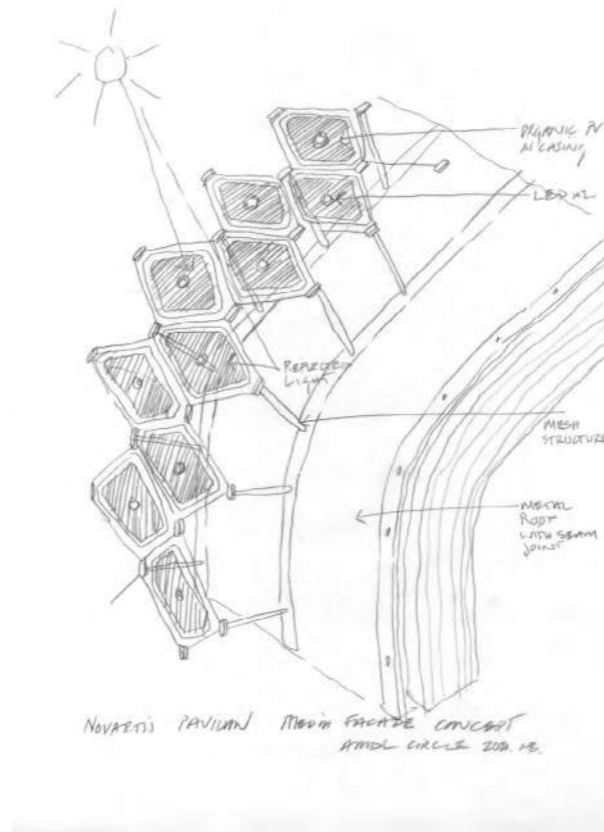 ORGANIC PV
IN CASING
LED x2
REFLECTED
LIGHT
MESH
STRUCTURE
METAL
ROOF
WITH SEAM
JOINT
NOVARTIS PAVILION MEDIA FACADE CONCEPT
AMDL CIRCLE